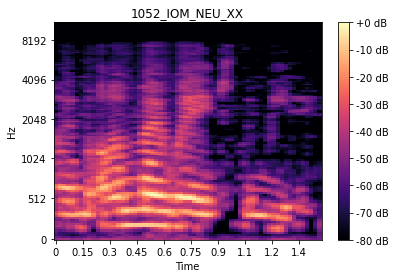 1052_IOM_NEU_XX
+0 dB
8192
-10 dB
4096
-20 dB
-30 dB
2048
Hz
-40 dB
1024
-50 dB
512
-60 dB
-70 dB
0
-80 dB
0 0.15 0.3 0.45 0.6 0.75 0.9 1.1 1.2 1.4
Time